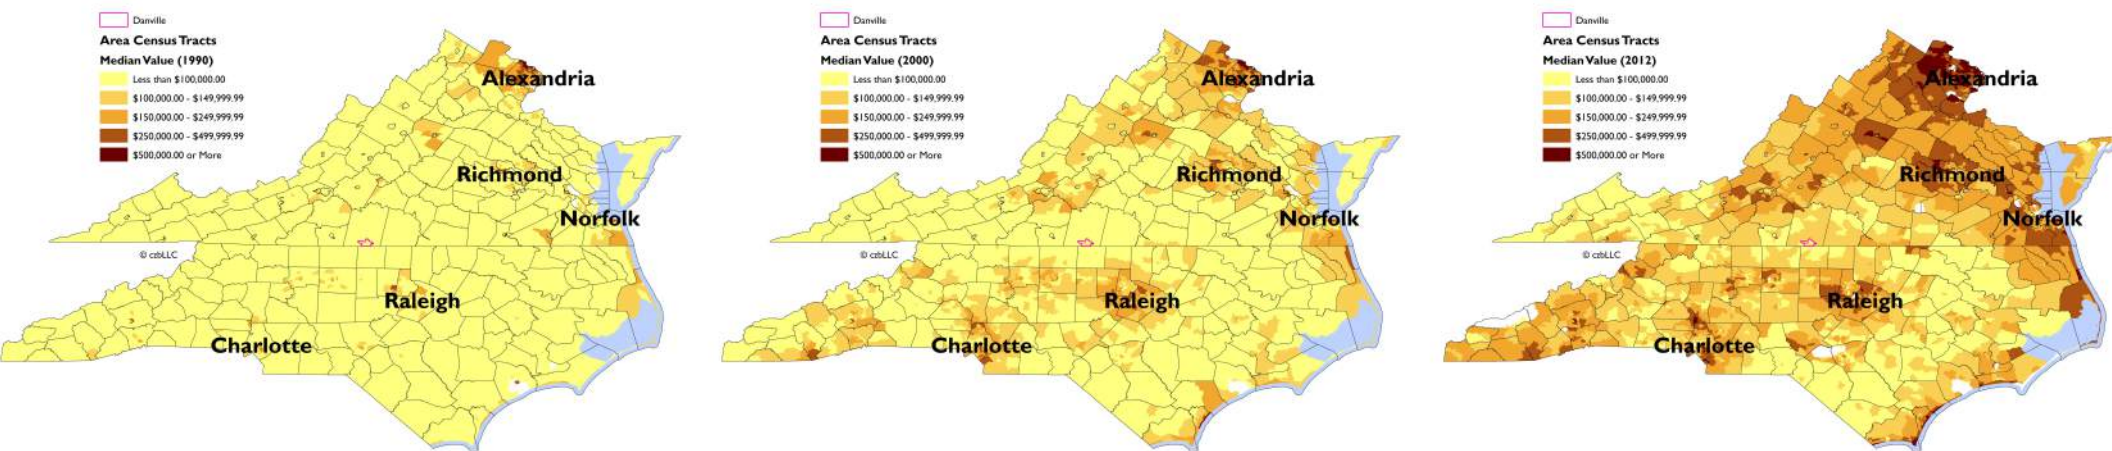 Danville
Area Census Tracts
Median Value (1990)
Less than $100,000.00
$100,000.00 - $149,999.99
$150,000.00 - $249,999.99
$250,000.00 - $499,999.99
$500,000.00 or More
Alexandria
Richmond
Norfolk
© czbLLC
Raleigh
Charlotte
Danville
Area Census Tracts
Median Value (2000)
Less than $100,000.00
$100,000.00 - $149,999.99
$150,000.00 - $249,999.99
$250,000.00 - $499,999.99
$500,000.00 or More
Alexandria
Richmond
Norfolk
© czbLLC
Raleigh
Charlotte
Danville
Area Census Tracts
Median Value (2012)
Less than $100,000.00
$100,000.00 - $149,999.99
$150,000.00 - $249,999.99
$250,000.00 - $499,999.99
$500,000.00 or More
Alexandria
Richmond
Norfolk
© czbLLC
Raleigh
Charlotte